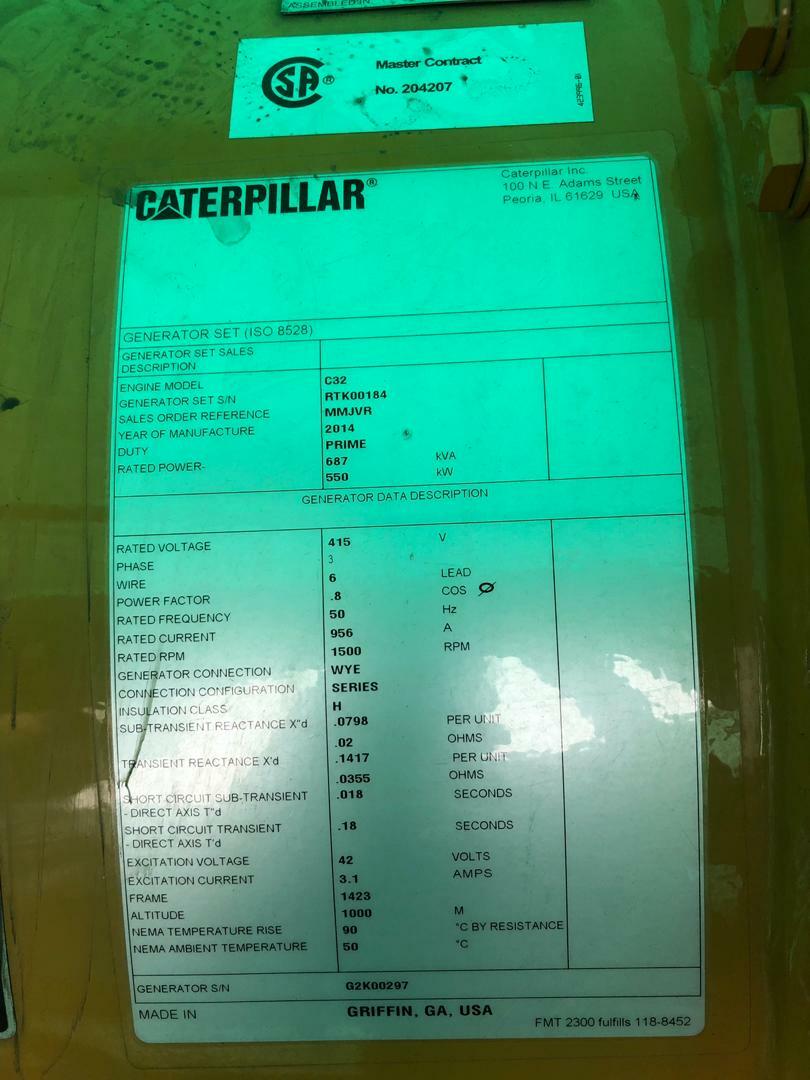 ASSEMBLED IN
CSA® Master Contract
No. 204207
CATERPILLAR®
Caterpillar Inc.
100 N.E. Adams Street
Peoria, IL 61629 USA
GENERATOR SET (ISO 8528)
GENERATOR SET SALES
DESCRIPTION
ENGINE MODEL C32
GENERATOR SET S/N RTK00184
SALES ORDER REFERENCE MMJVR
YEAR OF MANUFACTURE 2014
DUTY PRIME
RATED POWER- 687 kVA
550 kW
GENERATOR DATA DESCRIPTION
RATED VOLTAGE 415 V
PHASE 3
WIRE 6 LEAD
POWER FACTOR .8 COS Ø
RATED FREQUENCY 50 Hz
RATED CURRENT 956 A
RATED RPM 1500 RPM
GENERATOR CONNECTION WYE
CONNECTION CONFIGURATION SERIES
INSULATION CLASS H
SUB-TRANSIENT REACTANCE X"d .0798 PER UNIT
.02 OHMS
TRANSIENT REACTANCE X'd .1417 PER UNIT
.0355 OHMS
SHORT CIRCUIT SUB-TRANSIENT .018 SECONDS
- DIRECT AXIS T"d
SHORT CIRCUIT TRANSIENT .18 SECONDS
- DIRECT AXIS T'd
EXCITATION VOLTAGE 42 VOLTS
EXCITATION CURRENT 3.1 AMPS
FRAME 1423
ALTITUDE 1000 M
NEMA TEMPERATURE RISE 90 °C BY RESISTANCE
NEMA AMBIENT TEMPERATURE 50 °C
GENERATOR S/N G2K00297
MADE IN GRIFFIN, GA, USA
FMT 2300 fulfills 118-8452